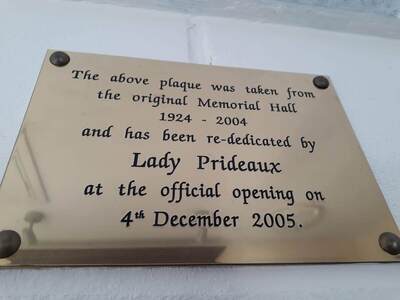 The above plaque was taken from
the original Memorial Hall
1924 - 2004
and has been re-dedicated by
Lady Prideaux
at the official opening on
4th December 2005.